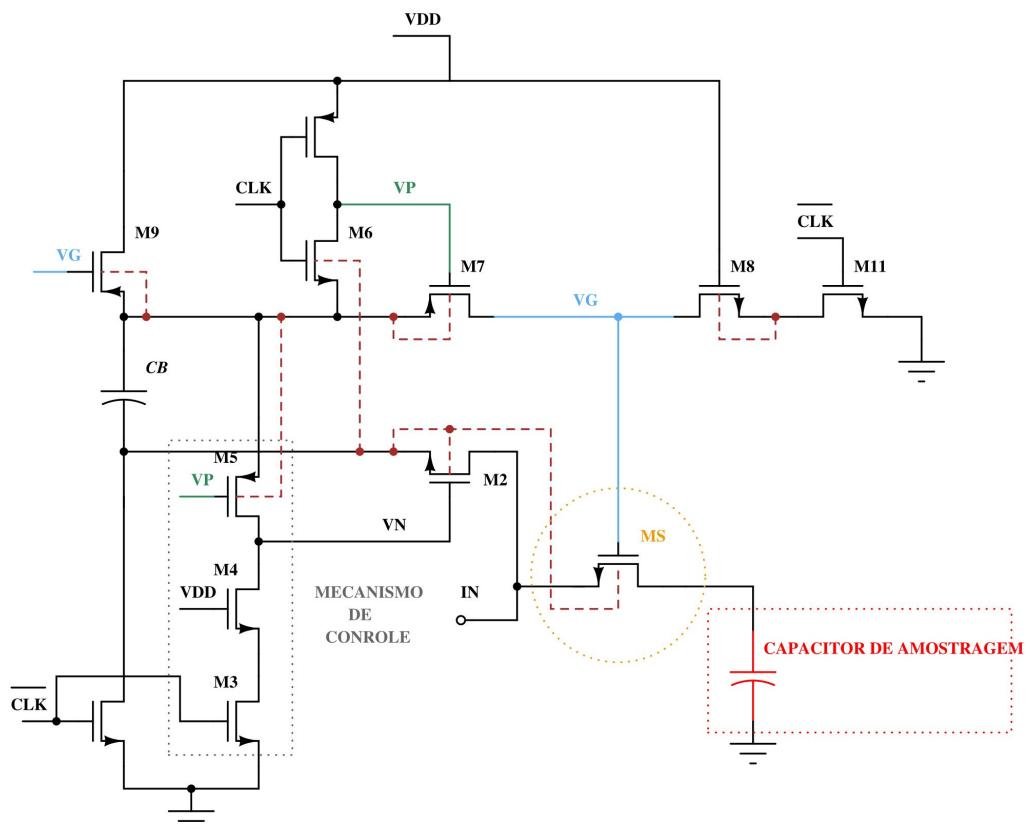 VDD
CLK
VP
CLK
M9
M6
VG
M7
M8
M11
VG
CB
M5
VP
M2
VN
MS
M4
VDD
MECANISMO
DE
CONROLE
IN
CAPACITOR DE AMOSTRAGEM
M3
CLK